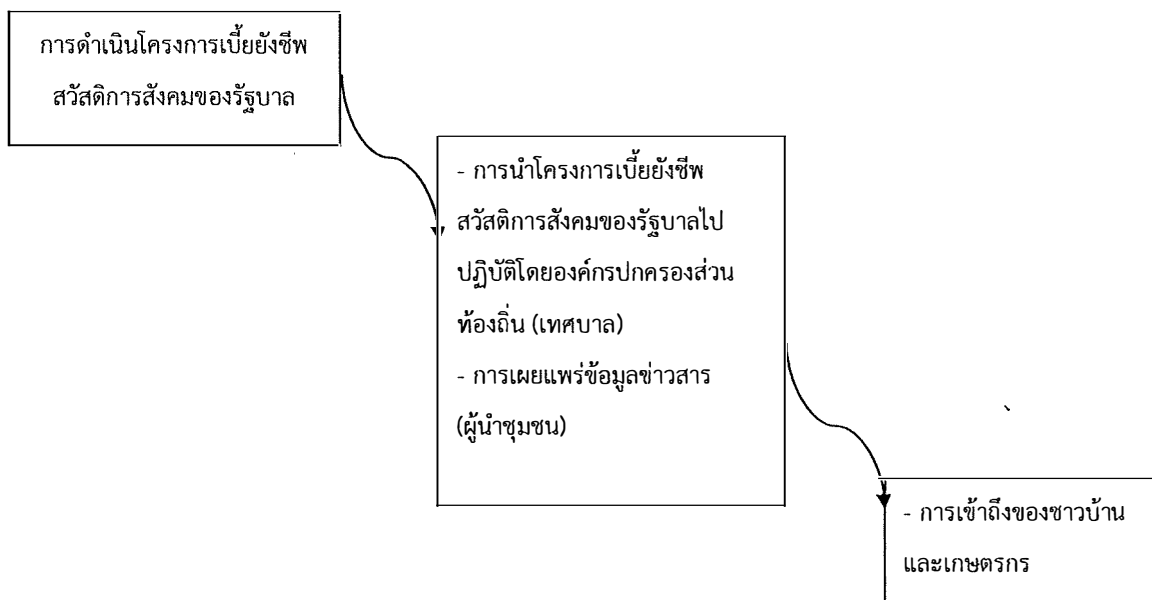 การดำเนินโครงการเบี้ยยังชีพ
สวัสดิการสังคมของรัฐบาล
- การนำโครงการเบี้ยยังชีพ
สวัสดิการสังคมของรัฐบาลไป
ปฏิบัติโดยองค์กรปกครองส่วน
ท้องถิ่น (เทศบาล)
- การเผยแพร่ข้อมูลข่าวสาร
(ผู้นำชุมชน)
- การเข้าถึงของชาวบ้าน
และเกษตรกร